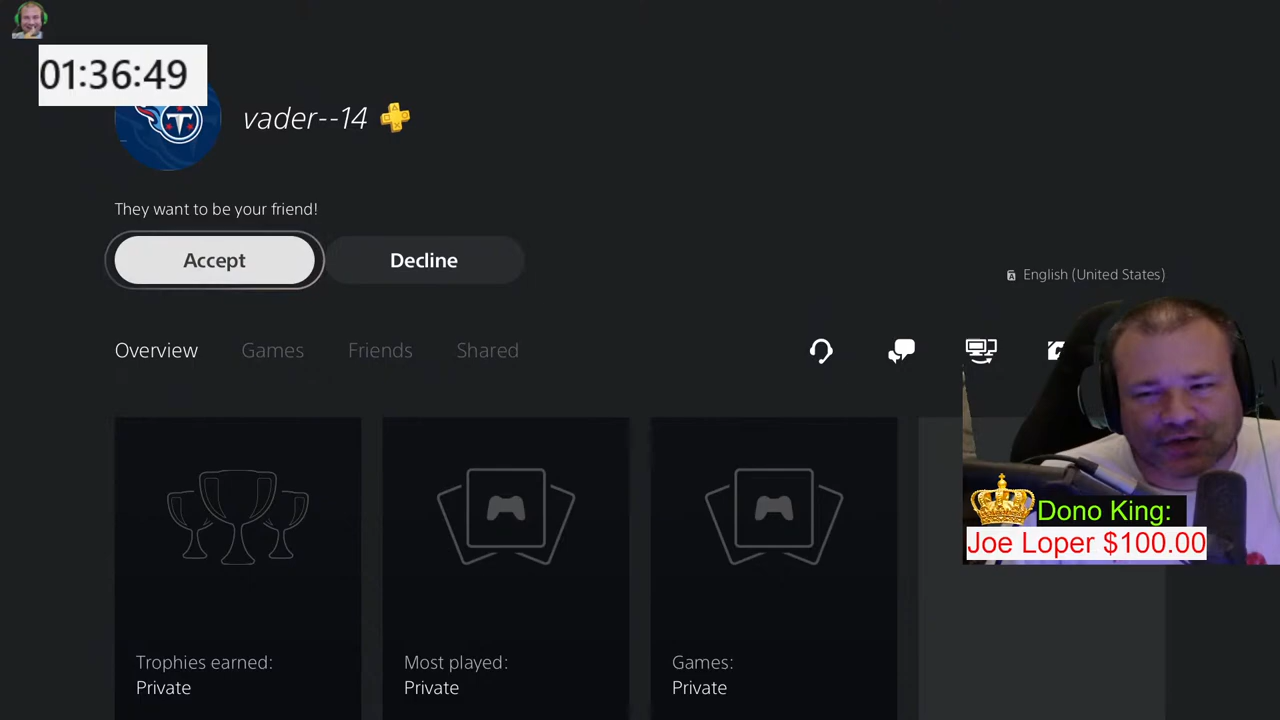 01:36:49
vader--14
They want to be your friend!
Accept Decline
English (United States)
Overview Games Friends Shared
Dono King:
Joe Loper $100.00
Trophies earned: Most played: Games:
Private Private Private